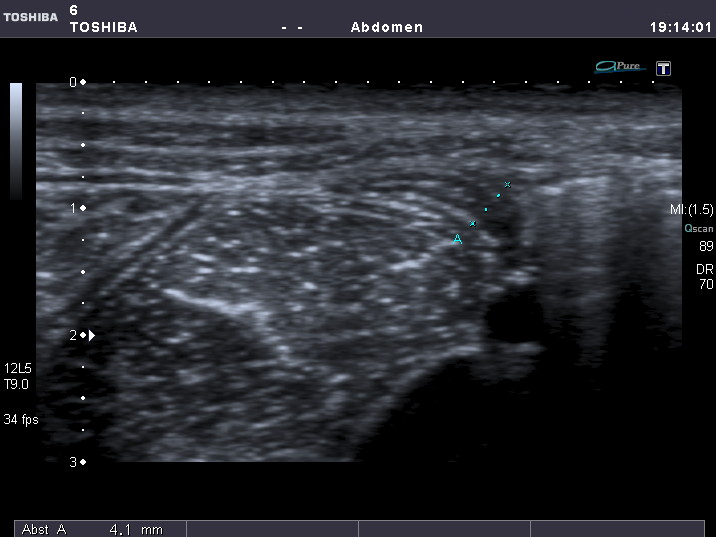 TOSHIBA
6
TOSHIBA - - Abdomen 19:14:01
Pure T
0
1
A
MI:(1.5)
Qscan
89
DR
70
2
12L5
T9.0
34 fps
3
Abst A 4.1 mm